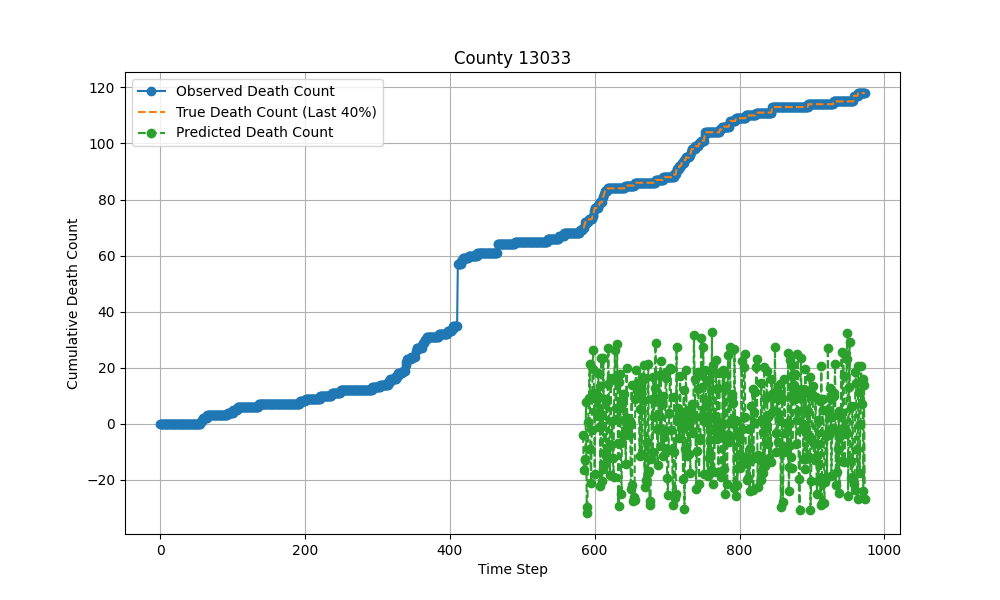 County 13033
Observed Death Count
True Death Count (Last 40%)
Predicted Death Count
Cumulative Death Count
120
100
80
60
40
20
0
−20
0 200 400 600 800 1000
Time Step